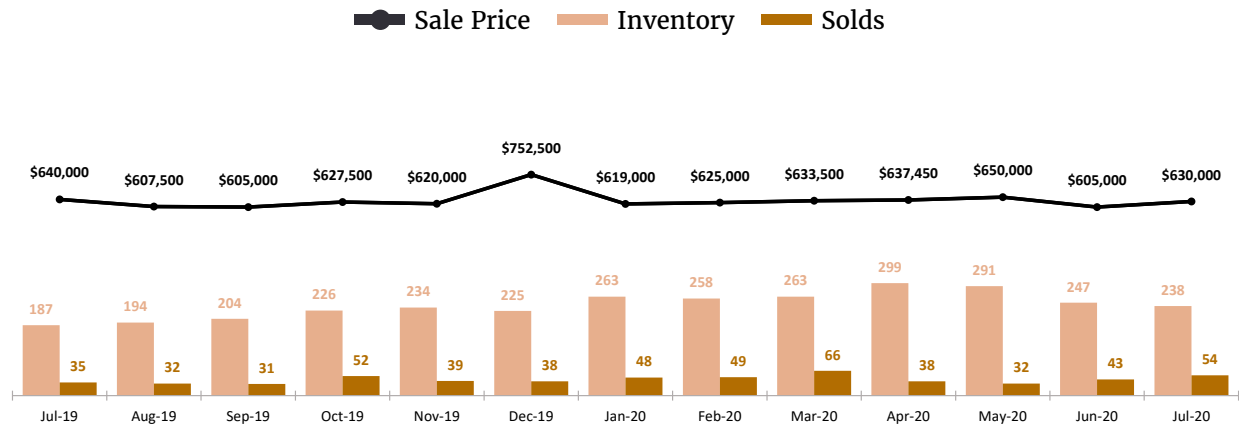 Sale Price Inventory Solds
$640,000 $607,500 $605,000 $627,500 $620,000 $752,500 $619,000 $625,000 $633,500 $637,450 $650,000 $605,000 $630,000
187 194 204 226 234 225 263 258 263 299 291 247 238
35 32 31 52 39 38 48 49 66 38 32 43 54
Jul-19 Aug-19 Sep-19 Oct-19 Nov-19 Dec-19 Jan-20 Feb-20 Mar-20 Apr-20 May-20 Jun-20 Jul-20